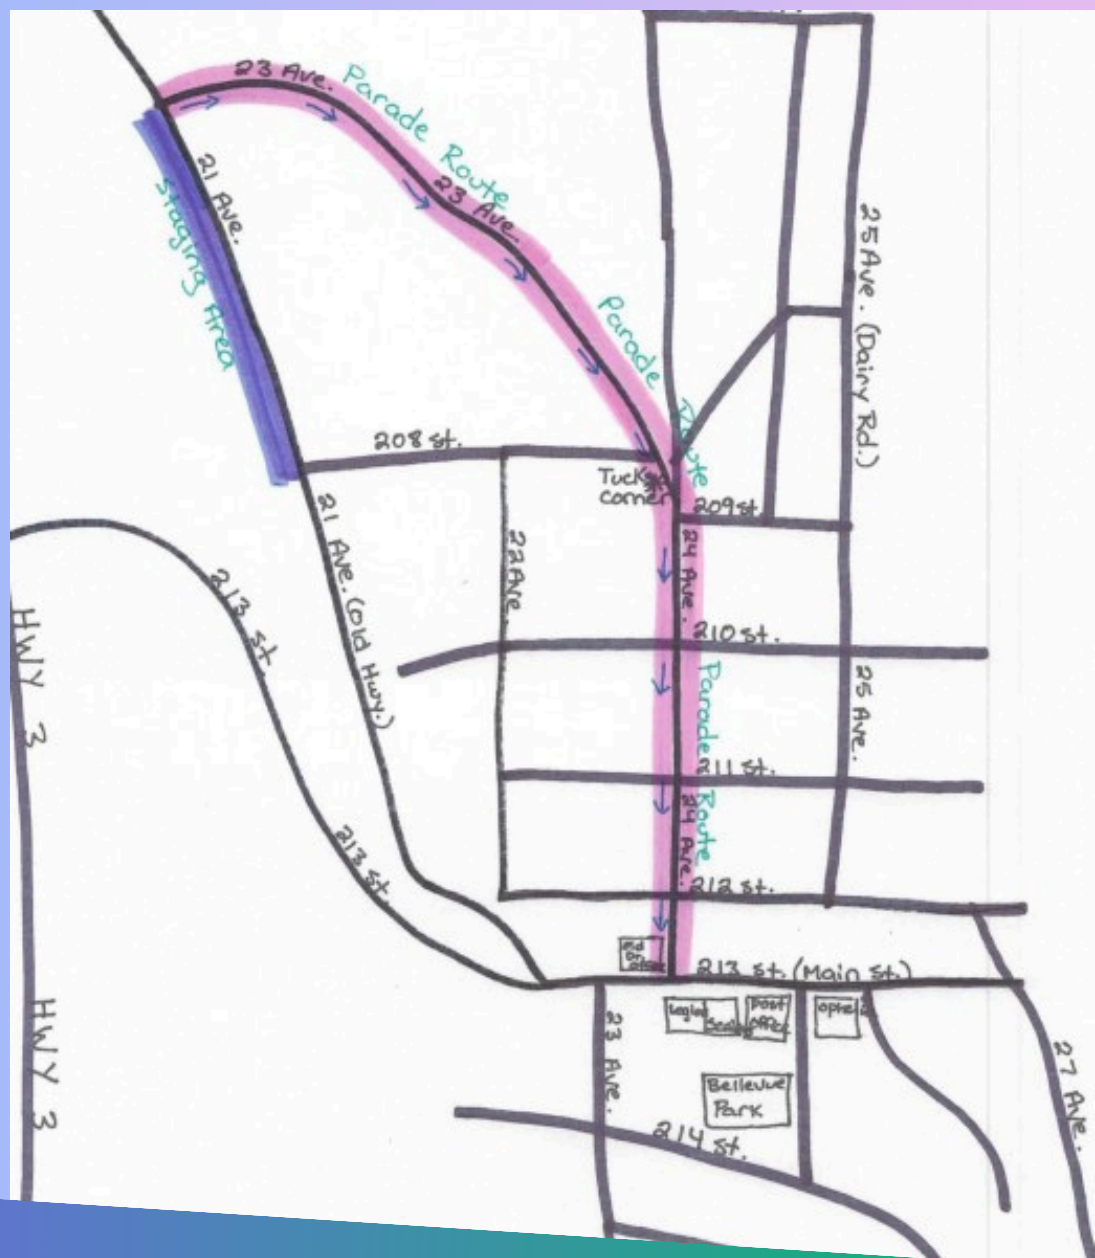 23 Ave.
Parade Route
21 Ave.
Staging Area
23 Ave.
25 Ave. (Dairy Rd.)
Parade
Route
208 st.
Tuck's
corner
209 st.
21 Ave. (old Hwy.)
22 Ave.
24 Ave.
213 st.
HWY 3
210 st.
Parade Route
25 Ave.
211 st.
24 Ave.
213 st.
212 st.
213 st. (Main st.)
Legion
Post
office
HWY 3
23 Ave.
27 Ave.
Bellevue
Park
214 st.